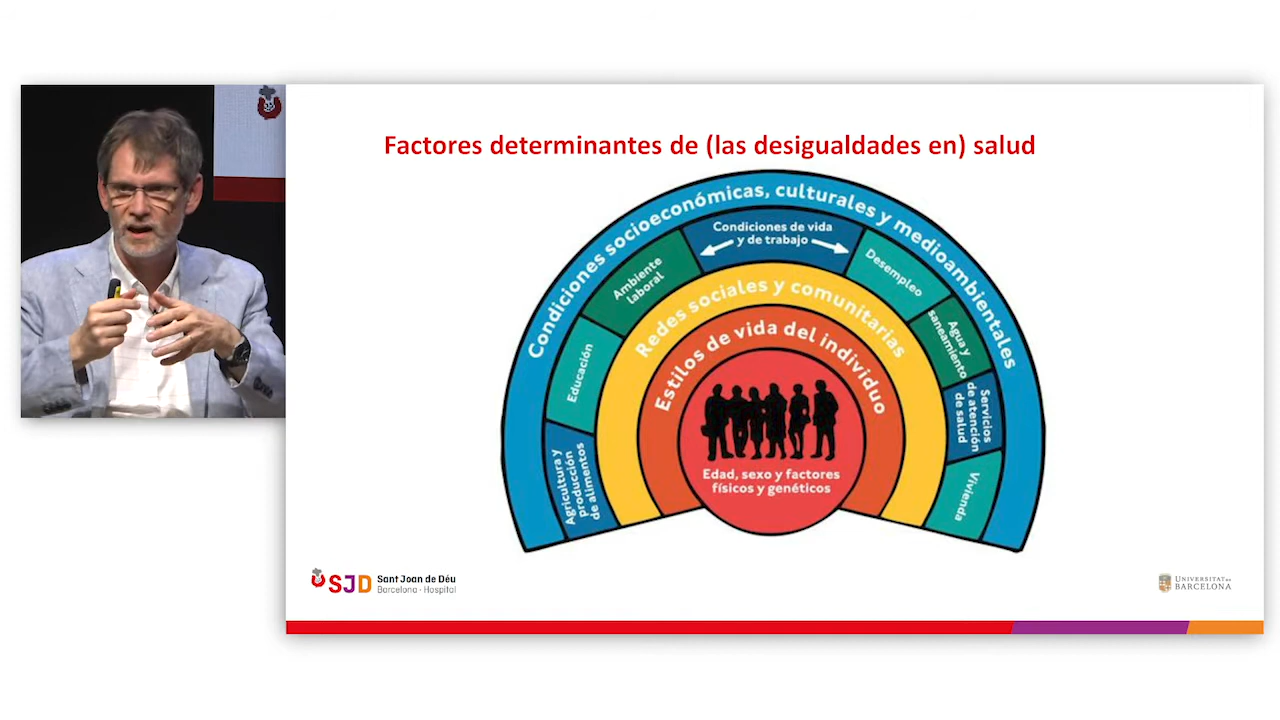 Factores determinantes de (las desigualdades en) salud
Condiciones socioeconómicas, culturales y medioambientales
Condiciones de vida
y de trabajo
Ambiente
laboral
Desempleo
Educación
Agua y
saneamiento
Agricultura y
producción
de alimentos
Servicios
de atención
de salud
Vivienda
Redes sociales y comunitarias
Estilos de vida del individuo
Edad, sexo y factores
físicos y genéticos
SJD
Sant Joan de Déu
Barcelona · Hospital
UNIVERSITAT DE
BARCELONA